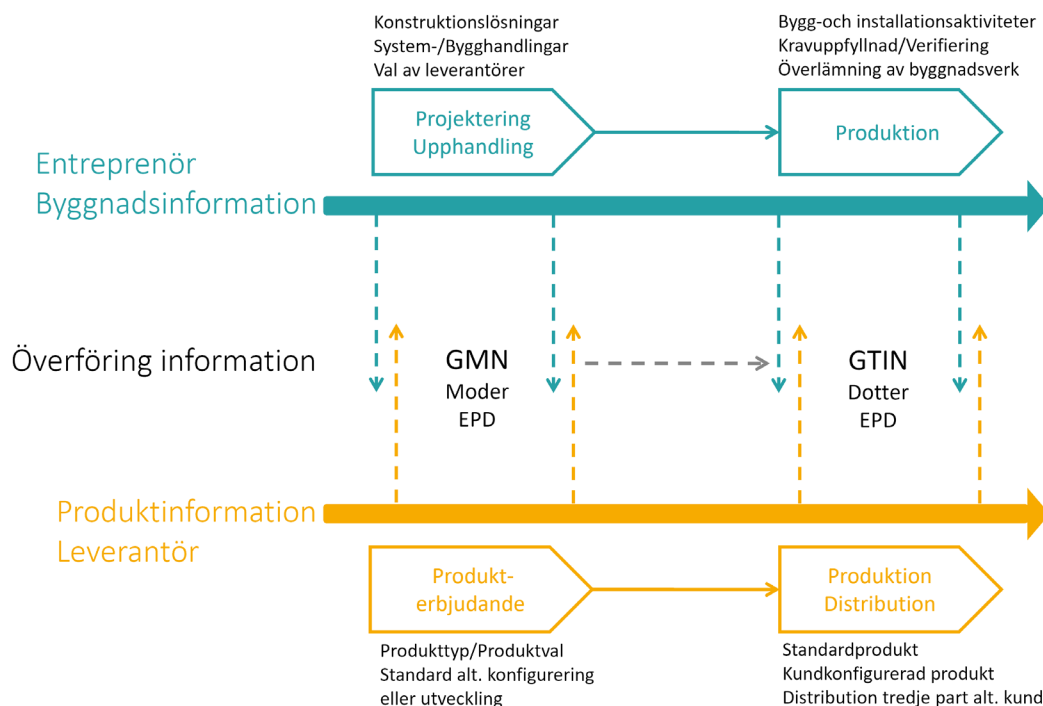 Konstruktionslösningar
System-/Bygghandlingar
Val av leverantörer
Bygg-och installationsaktiviteter
Kravuppfyllnad/Verifiering
Överlämning av byggnadsverk
Projektering
Upphandling
Produktion
Entreprenör
Byggnadsinformation
Överföring information
GMN
Moder
EPD
GTIN
Dotter
EPD
Produktinformation
Leverantör
Produkt-
erbjudande
Produktion
Distribution
Produkttyp/Produktval
Standard alt. konfigurering
eller utveckling
Standardprodukt
Kundkonfigurerad produkt
Distribution tredje part alt. kund